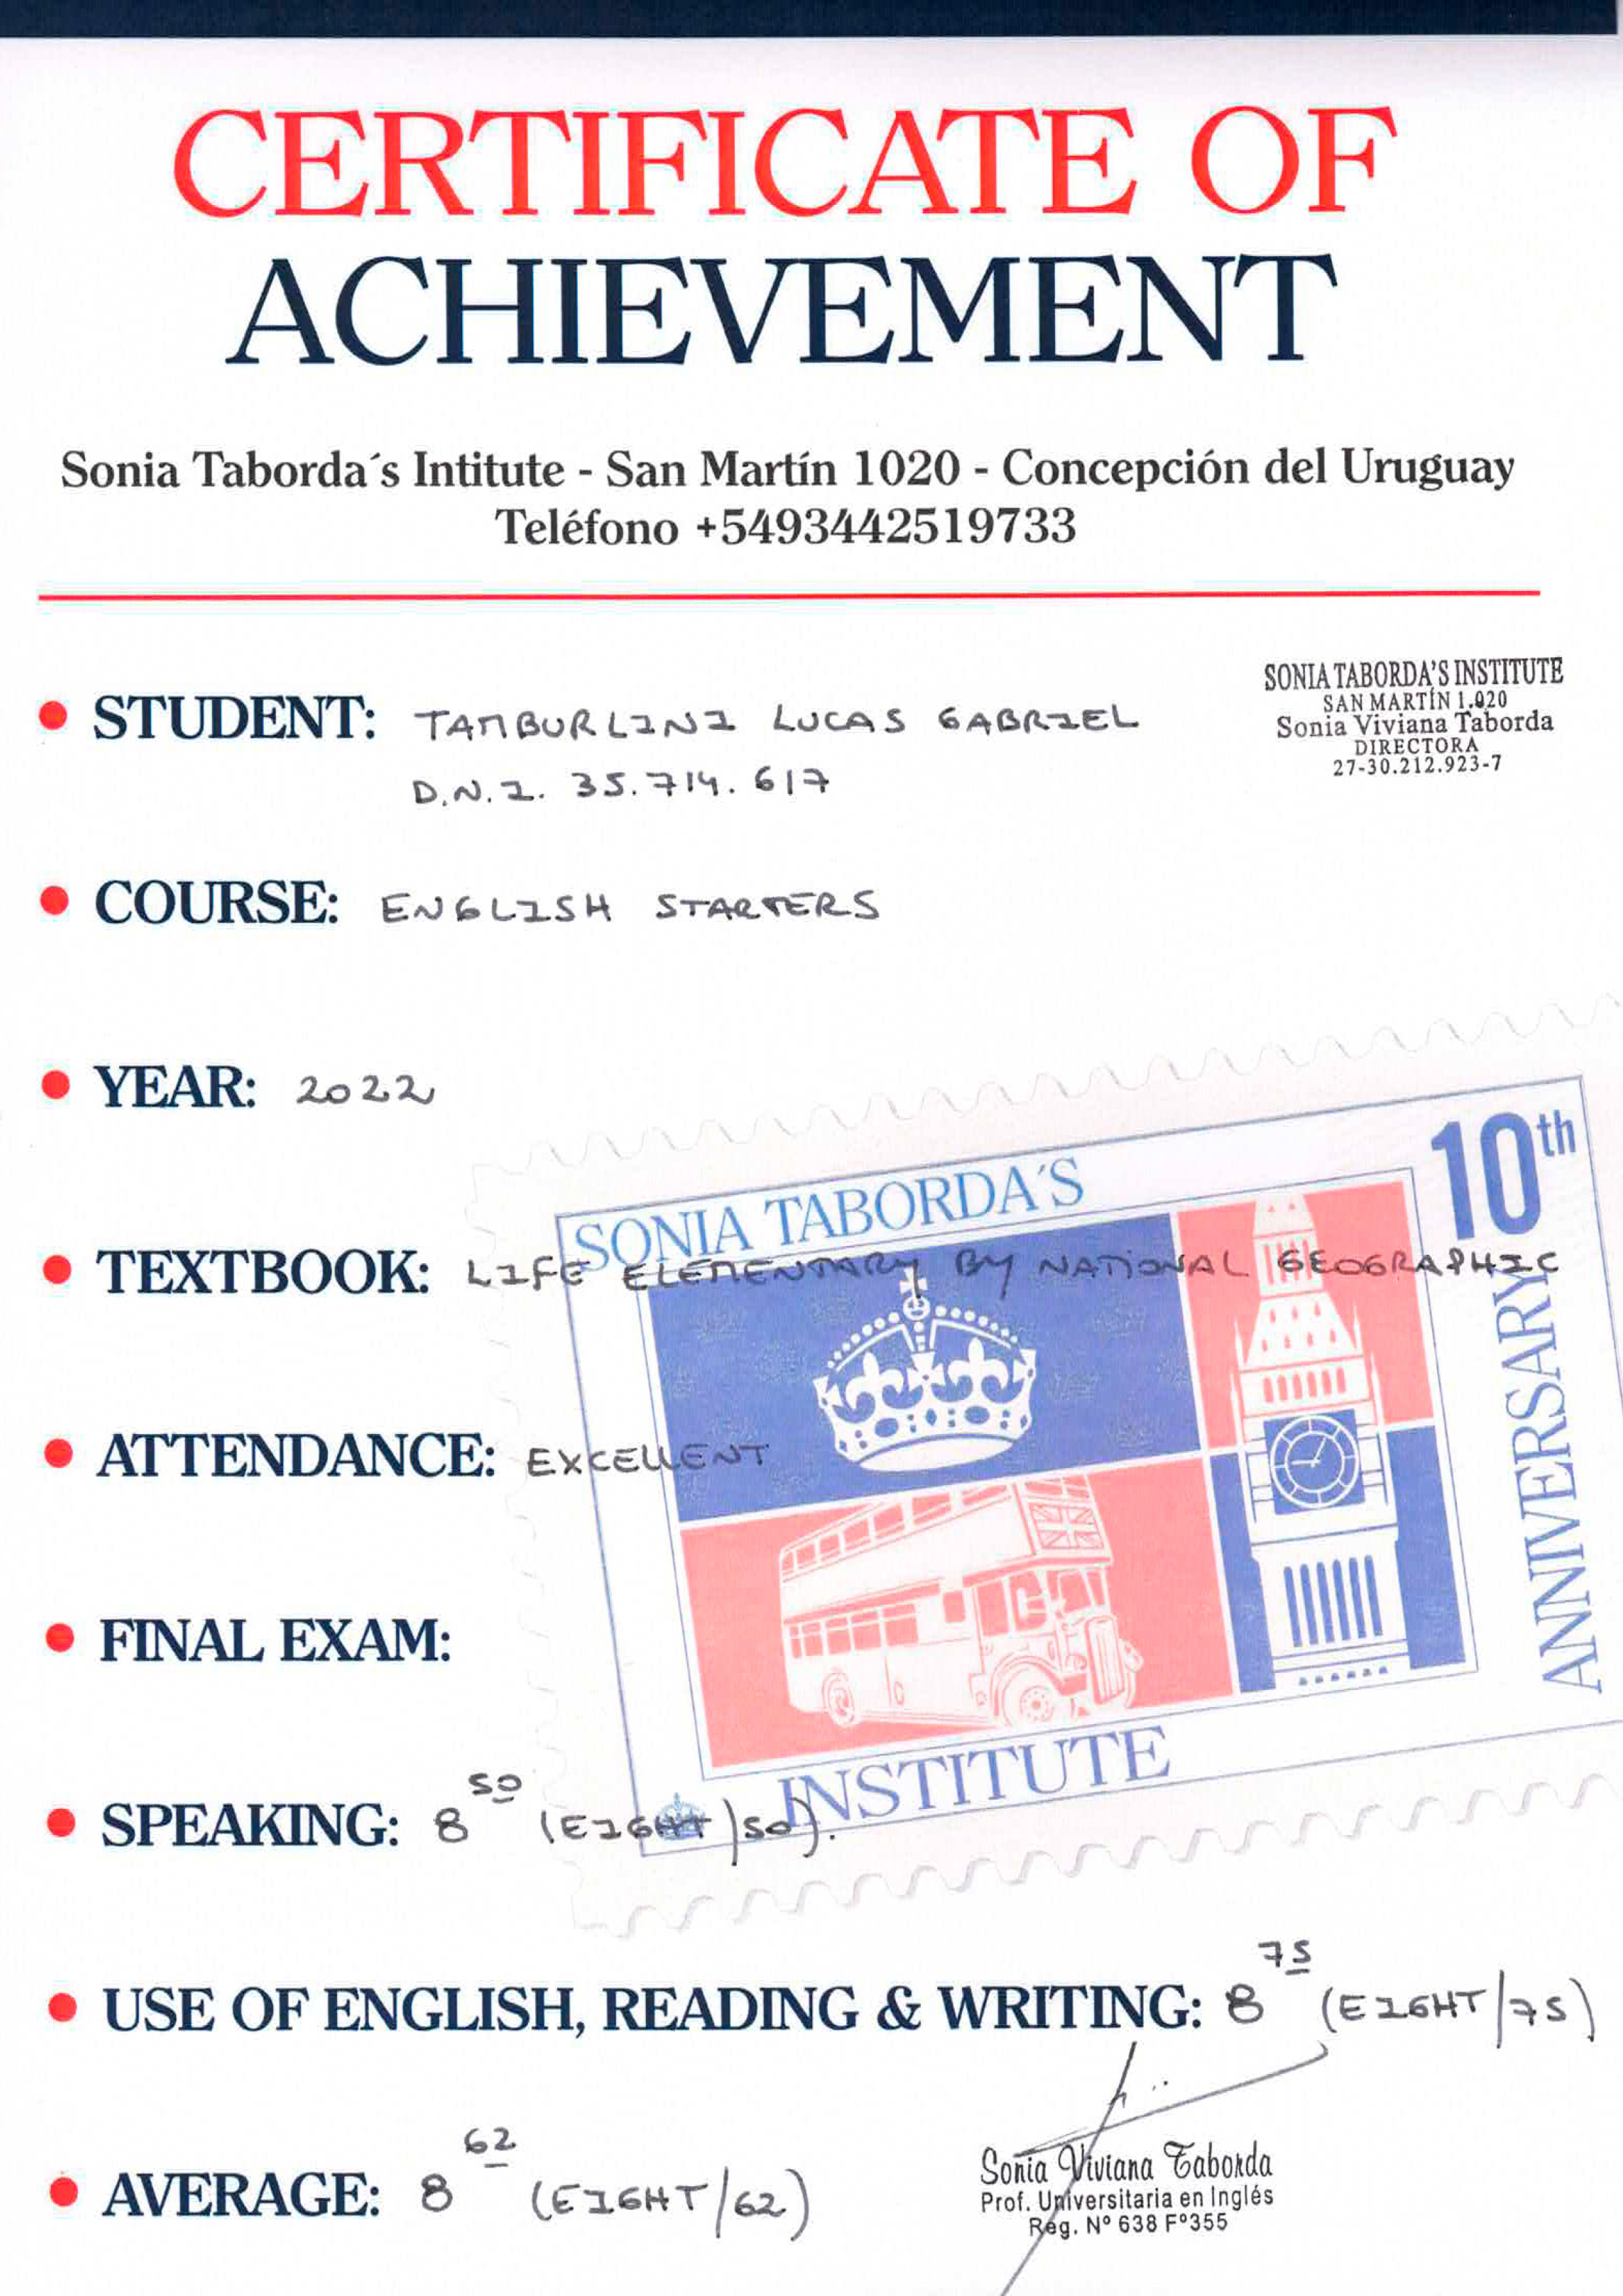 CERTIFICATE OF
ACHIEVEMENT
Sonia Taborda´s Intitute - San Martín 1020 - Concepción del Uruguay
Teléfono +5493442519733
SONIA TABORDA'S INSTITUTE
SAN MARTÍN 1.020
Sonia Viviana Taborda
DIRECTORA
27-30.212.923-7
• STUDENT: TAMBURLINI LUCAS GABRIEL
D.N.I. 35.714.617
• COURSE: ENGLISH STARTERS
• YEAR: 2022
SONIA TABORDA'S
10th
ANNIVERSARY
INSTITUTE
• TEXTBOOK: LIFE ELEMENTARY BY NATIONAL GEOGRAPHIC
• ATTENDANCE: EXCELLENT
• FINAL EXAM:
• SPEAKING: 8 50 (EIGHT/50).
• USE OF ENGLISH, READING & WRITING: 8 75 (EIGHT/75)
• AVERAGE: 8 62 (EIGHT/62)
Sonia Viviana Taborda
Prof. Universitaria en Inglés
Reg. Nº 638 Fº355